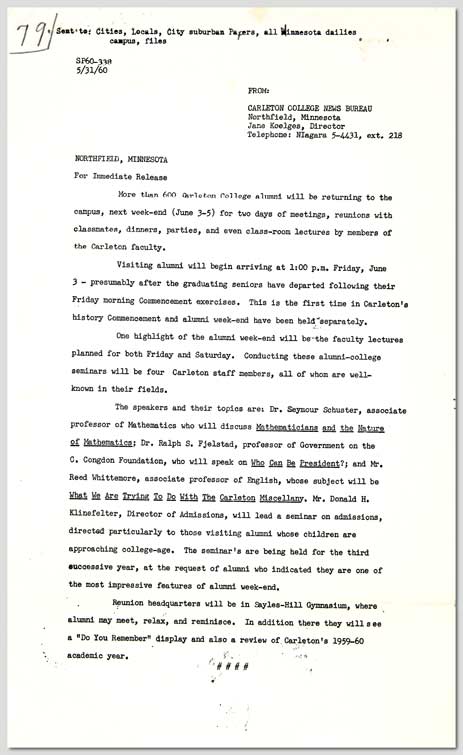 79.
Sent to: Cities, Locals, City suburban Papers, all Minnesota dailies
campus, files
SP60-338
5/31/60
FROM:
CARLETON COLLEGE NEWS BUREAU
Northfield, Minnesota
Jane Koelges, Director
Telephone: NIagara 5-4431, ext. 218
NORTHFIELD, MINNESOTA
For Immediate Release
More than 600 Carleton College alumni will be returning to the
campus, next week-end (June 3-5) for two days of meetings, reunions with
classmates, dinners, parties, and even class-room lectures by members of
the Carleton faculty.
Visiting alumni will begin arriving at 1:00 p.m. Friday, June
3 - presumably after the graduating seniors have departed following their
Friday morning Commencement exercises. This is the first time in Carleton's
history Commencement and alumni week-end have been held separately.
One highlight of the alumni week-end will be the faculty lectures
planned for both Friday and Saturday. Conducting these alumni-college
seminars will be four Carleton staff members, all of whom are well-
known in their fields.
The speakers and their topics are: Dr. Seymour Schuster, associate
professor of Mathematics who will discuss Mathematicians and the Nature
of Mathematics; Dr. Ralph S. Fjelstad, professor of Government on the
C. Congdon Foundation, who will speak on Who Can Be President?; and Mr.
Reed Whittemore, associate professor of English, whose subject will be
What We Are Trying To Do With The Carleton Miscellany. Mr. Donald H.
Klinefelter, Director of Admissions, will lead a seminar on admissions,
directed particularly to those visiting alumni whose children are
approaching college-age. The seminar's are being held for the third
successive year, at the request of alumni who indicated they are one of
the most impressive features of alumni week-end.
Reunion headquarters will be in Sayles-Hill Gymnasium, where
alumni may meet, relax, and reminisce. In addition there they will see
a "Do You Remember" display and also a review of Carleton's 1959-60
academic year.
####